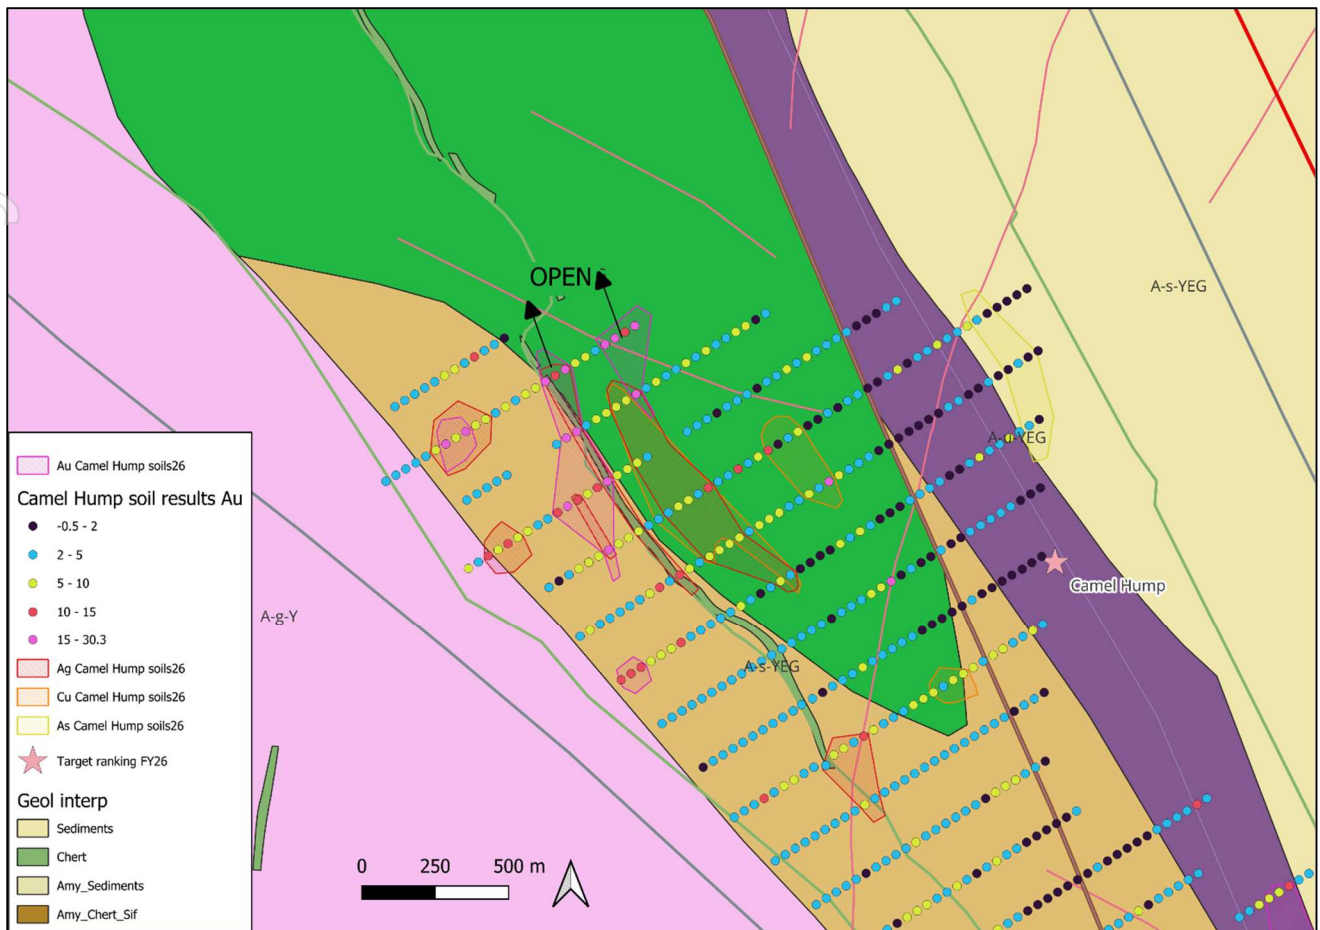 OPEN
A-s-YEG
A-u-YEG
Camel Hump
A-g-Y
A-s-YEG
Au Camel Hump soils26
Camel Hump soil results Au
-0.5 - 2
2 - 5
5 - 10
10 - 15
15 - 30.3
Ag Camel Hump soils26
Cu Camel Hump soils26
As Camel Hump soils26
Target ranking FY26
Geol interp
Sediments
Chert
Amy_Sediments
Amy_Chert_Sif
0 250 500 m